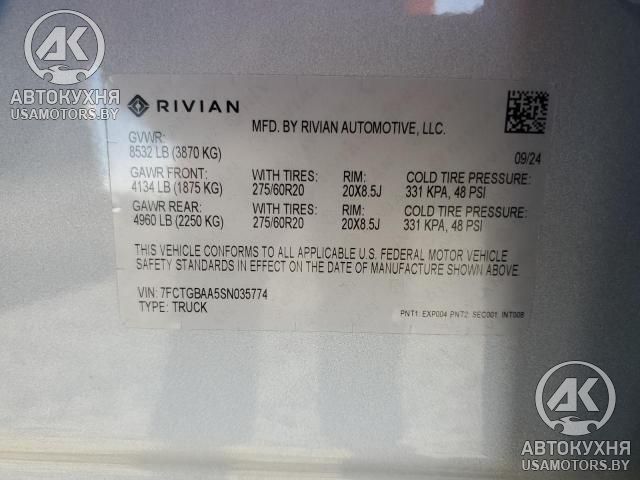 АК
АВТОКУХНЯ
USAMOTORS.BY
RIVIAN
MFD. BY RIVIAN AUTOMOTIVE, LLC.
GVWR:
8532 LB (3870 KG)
09/24
GAWR FRONT: WITH TIRES: RIM: COLD TIRE PRESSURE:
4134 LB (1875 KG) 275/60R20 20X8.5J 331 KPA, 48 PSI
GAWR REAR: WITH TIRES: RIM: COLD TIRE PRESSURE:
4960 LB (2250 KG) 275/60R20 20X8.5J 331 KPA, 48 PSI
THIS VEHICLE CONFORMS TO ALL APPLICABLE U.S. FEDERAL MOTOR VEHICLE
SAFETY STANDARDS IN EFFECT ON THE DATE OF MANUFACTURE SHOWN ABOVE.
VIN: 7FCTGBAA5SN035774
TYPE: TRUCK
PNT1: EXP004 PNT2: SEC001 INT00B
АК
АВТОКУХНЯ
USAMOTORS.BY